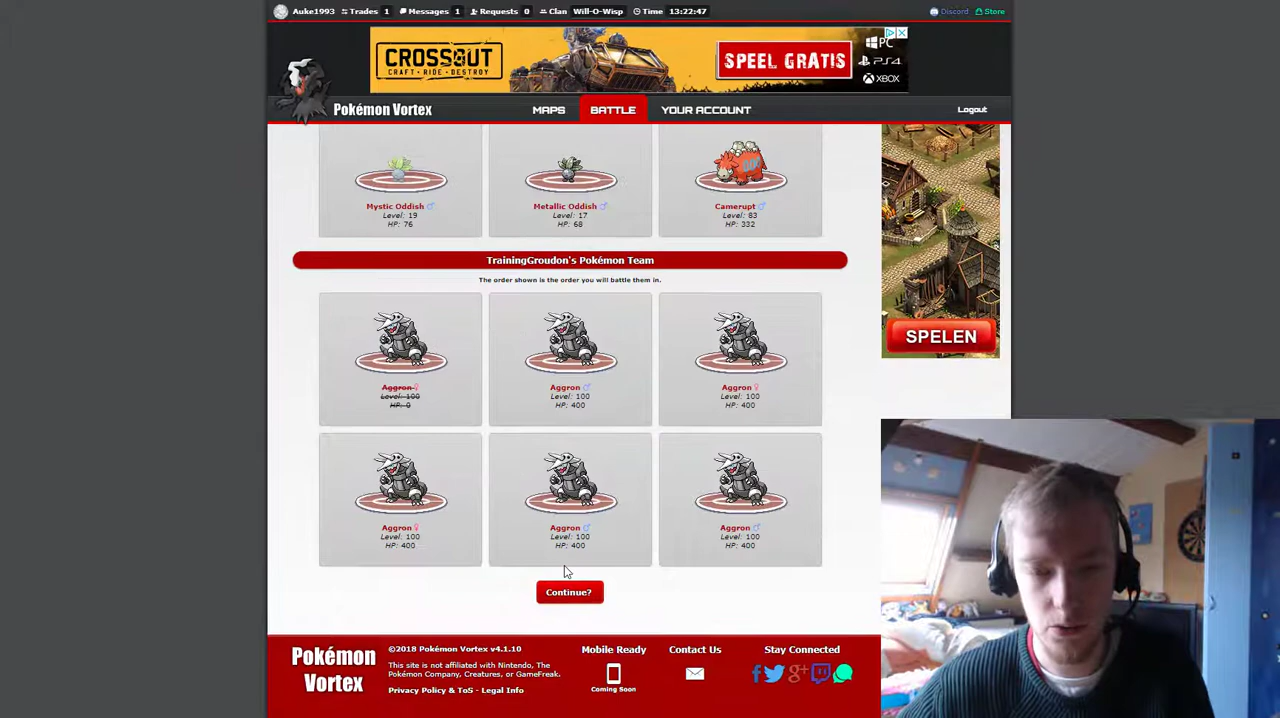 Auke1993 Trades 1 Messages 1 Requests 0 Clan Will-O-Wisp Time 13:22:47 Discord Store
CROSSOUT
CRAFT • RIDE • DESTROY
SPEEL GRATIS
PC
PS4
XBOX
Pokémon Vortex MAPS BATTLE YOUR ACCOUNT Logout
Mystic Oddish ♂ Metallic Oddish ♂ Camerupt ♂
Level: 19 Level: 17 Level: 83
HP: 76 HP: 68 HP: 332
SPELEN
TrainingGroudon's Pokémon Team
The order shown is the order you will battle them in.
Aggron ♀ Aggron ♂ Aggron ♀
Level: 100 Level: 100 Level: 100
HP: 0 HP: 400 HP: 400
Aggron ♀ Aggron ♂ Aggron ♂
Level: 100 Level: 100 Level: 100
HP: 400 HP: 400 HP: 400
Continue?
Pokémon
Vortex
©2018 Pokémon Vortex v4.1.10
This site is not affiliated with Nintendo, The
Pokémon Company, Creatures, or GameFreak.
Privacy Policy & ToS - Legal Info
Mobile Ready
Coming Soon
Contact Us
Stay Connected